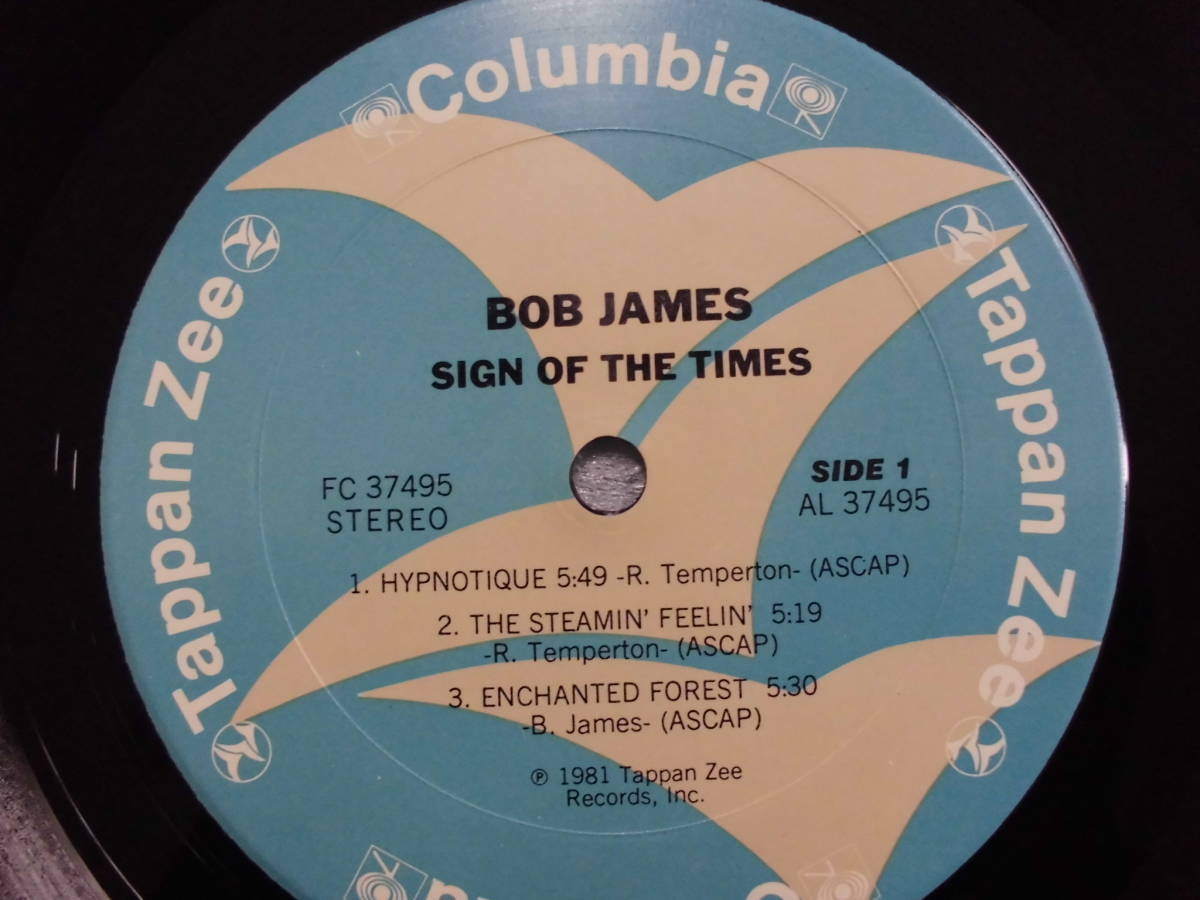 Columbia
Tappan Zee
Tappan Zee
BOB JAMES
SIGN OF THE TIMES
FC 37495
STEREO
SIDE 1
AL 37495
1. HYPNOTIQUE 5:49 -R. Temperton- (ASCAP)
2. THE STEAMIN' FEELIN' 5:19
-R. Temperton- (ASCAP)
3. ENCHANTED FOREST 5:30
-B. James- (ASCAP)
℗ 1981 Tappan Zee
Records, Inc.